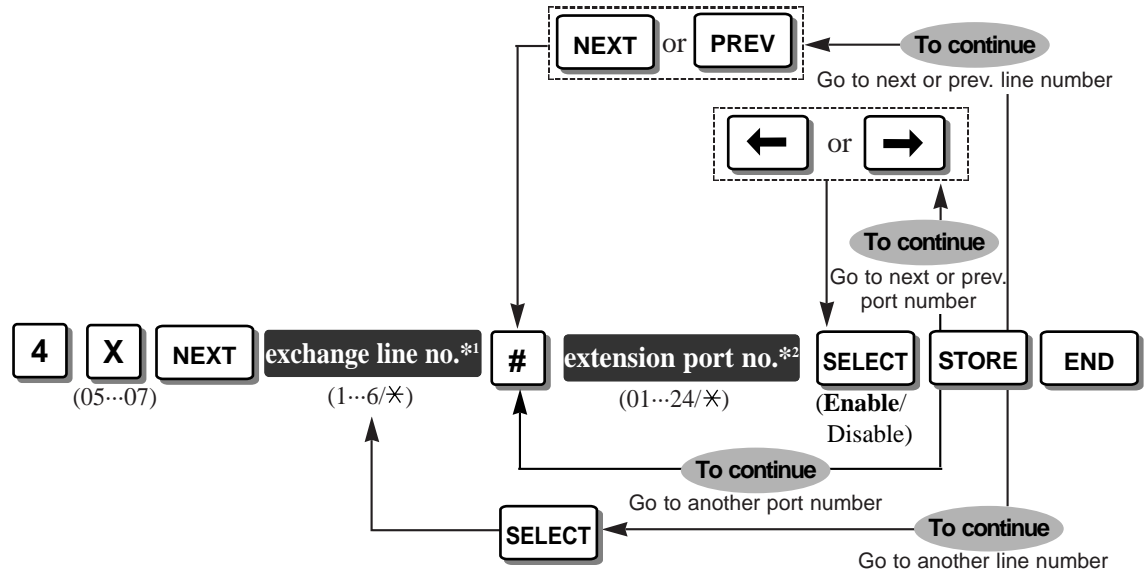 NEXT or PREV To continue
Go to next or prev. line number
← or →
To continue
Go to next or prev.
port number
4 X NEXT exchange line no.*1 # extension port no.*2 SELECT STORE END
(05···07) (1···6/✳) (01···24/✳) (Enable/
Disable)
To continue
Go to another port number
SELECT To continue
Go to another line number